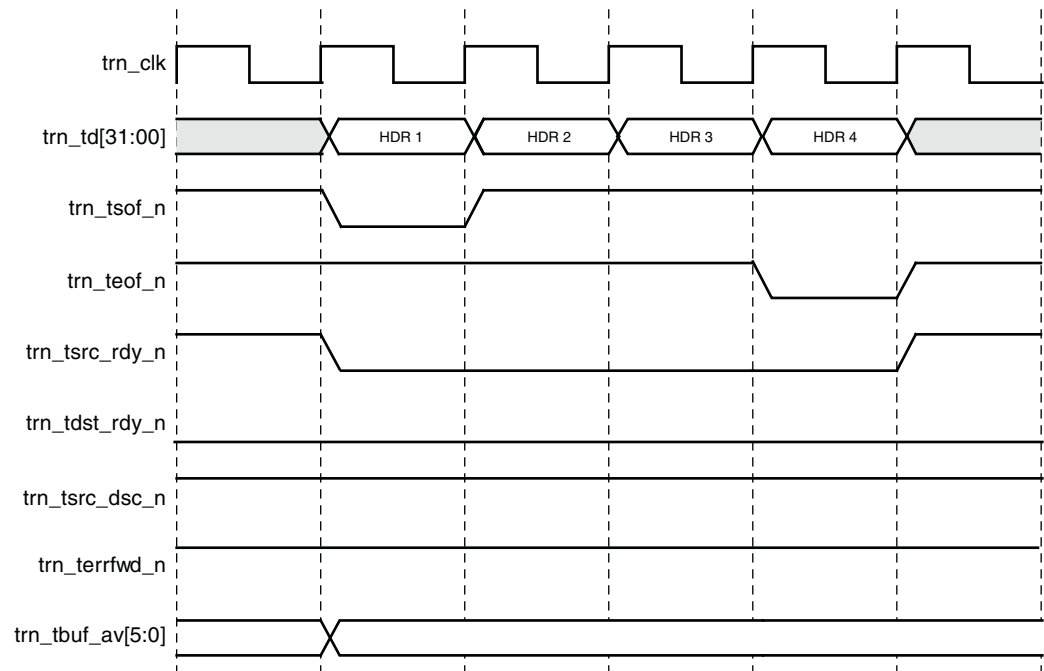 trn_clk
trn_td[31:00]
HDR 1 HDR 2 HDR 3 HDR 4
trn_tsof_n
trn_teof_n
trn_tsrc_rdy_n
trn_tdst_rdy_n
trn_tsrc_dsc_n
trn_terrfwd_n
trn_tbuf_av[5:0]